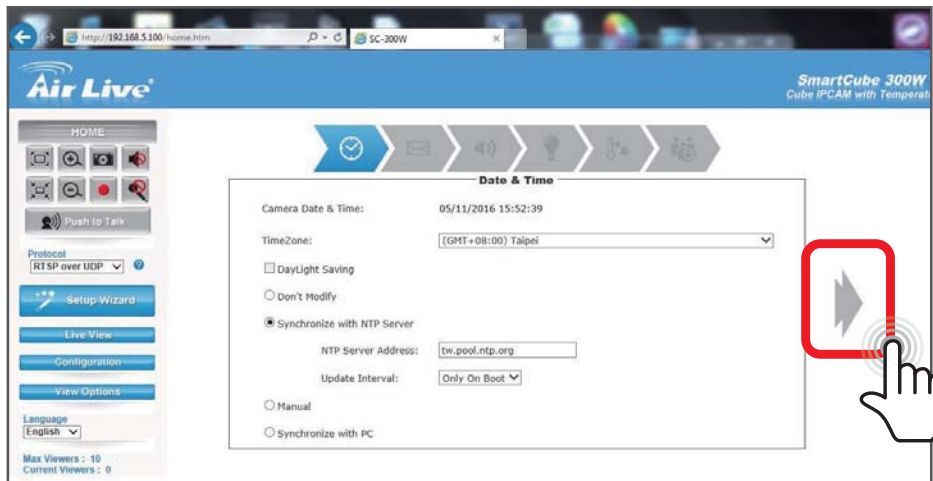 http://192.168.5.100/home.htm
SC-300W
Air Live
SmartCube 300W
Cube IPCAM with Temperat
HOME
Push to Talk
Protocol
RTSP over UDP
Setup Wizard
Live View
Configuration
View Options
Language
English
Max Viewers : 10
Current Viewers : 0
Date & Time
Camera Date & Time: 05/11/2016 15:52:39
TimeZone: (GMT+08:00) Taipei
DayLight Saving
Don't Modify
Synchronize with NTP Server
NTP Server Address: tw.pool.ntp.org
Update Interval: Only On Boot
Manual
Synchronize with PC